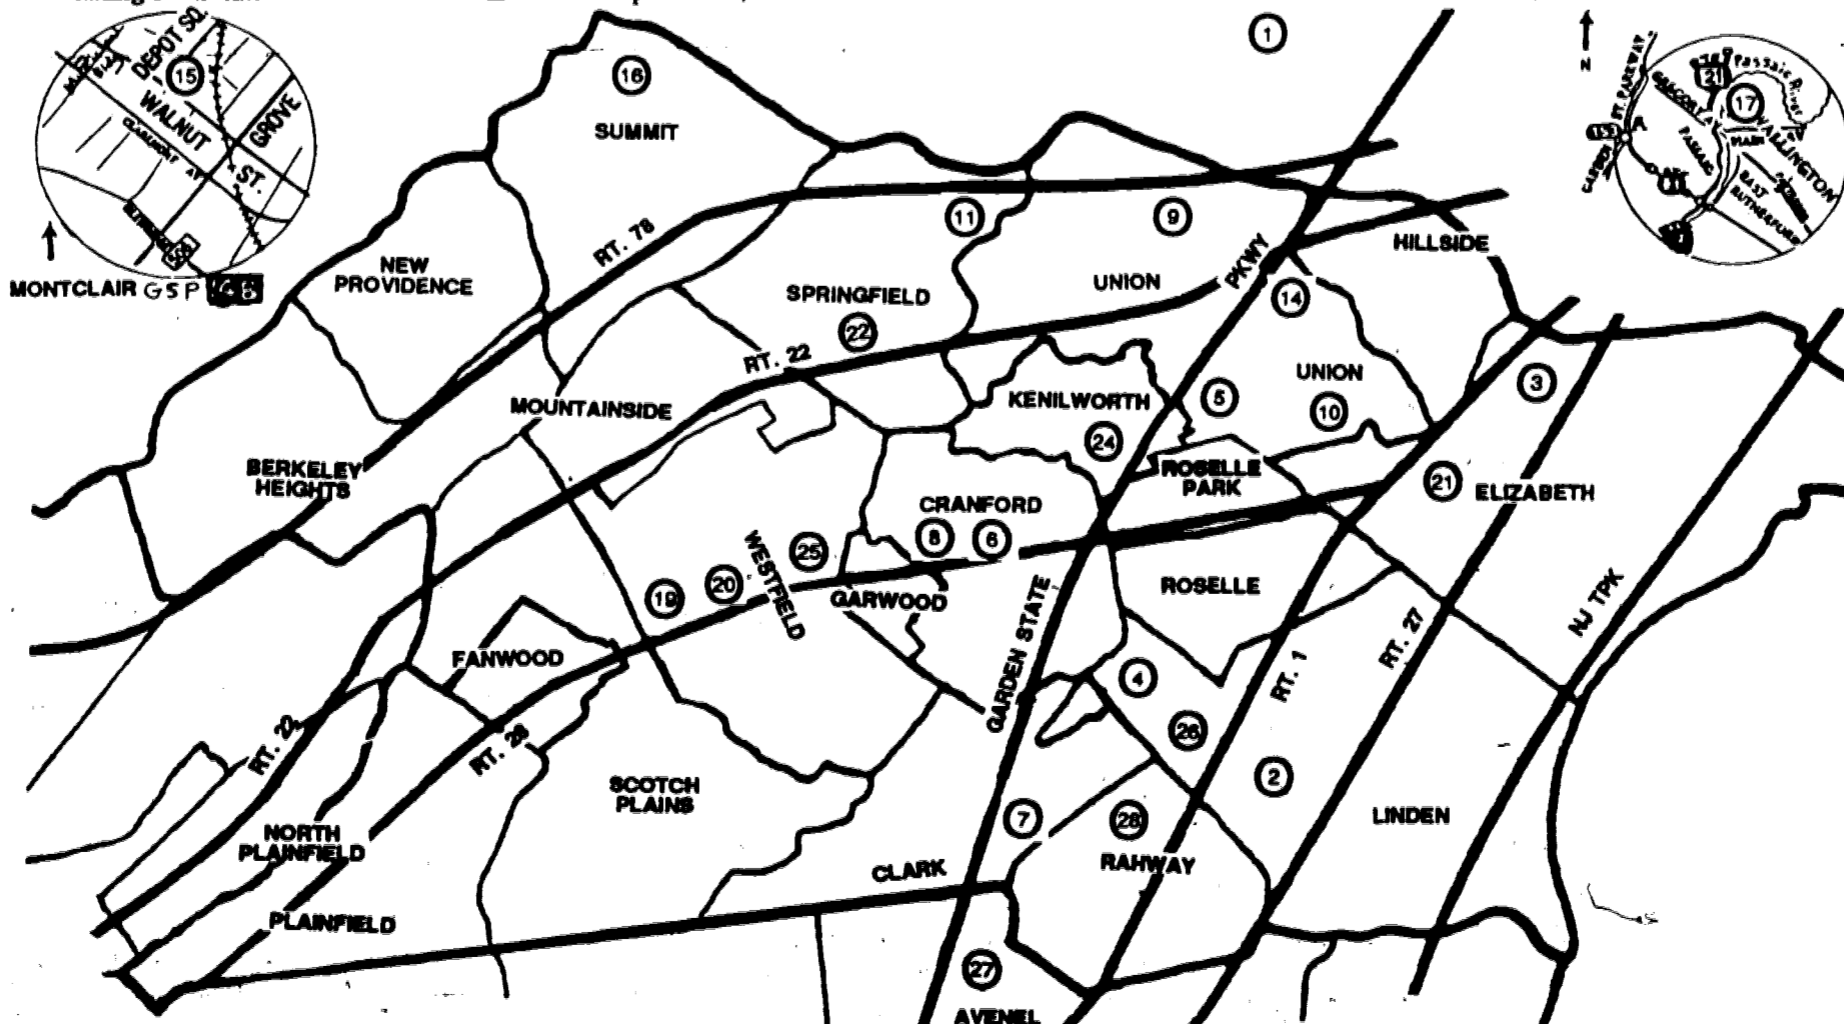 DEPOT SQ.
15
WALNUT
ST.
GROVE
MONTCLAIR GSP
16
SUMMIT
1
N
ST. PARKWAY
21
Passaic R
17
WALLINGTON
PASSAIC
EAST
RUTHERFORD
NEW
PROVIDENCE
RT. 78
11
9
SPRINGFIELD
22
UNION
PKWY
HILLSIDE
14
RT. 22
MOUNTAINSIDE
KENILWORTH
24
5
UNION
10
3
BERKELEY
HEIGHTS
ROSELLE
PARK
21
ELIZABETH
CRANFORD
8
6
WESTFIELD
25
19
20
GARWOOD
ROSELLE
FANWOOD
GARDEN STATE
4
26
RT. 1
RT. 27
NJ TPK
RT. 22
RT. 28
SCOTCH
PLAINS
2
7
28
LINDEN
NORTH
PLAINFIELD
RAHWAY
CLARK
PLAINFIELD
27
AVENEL